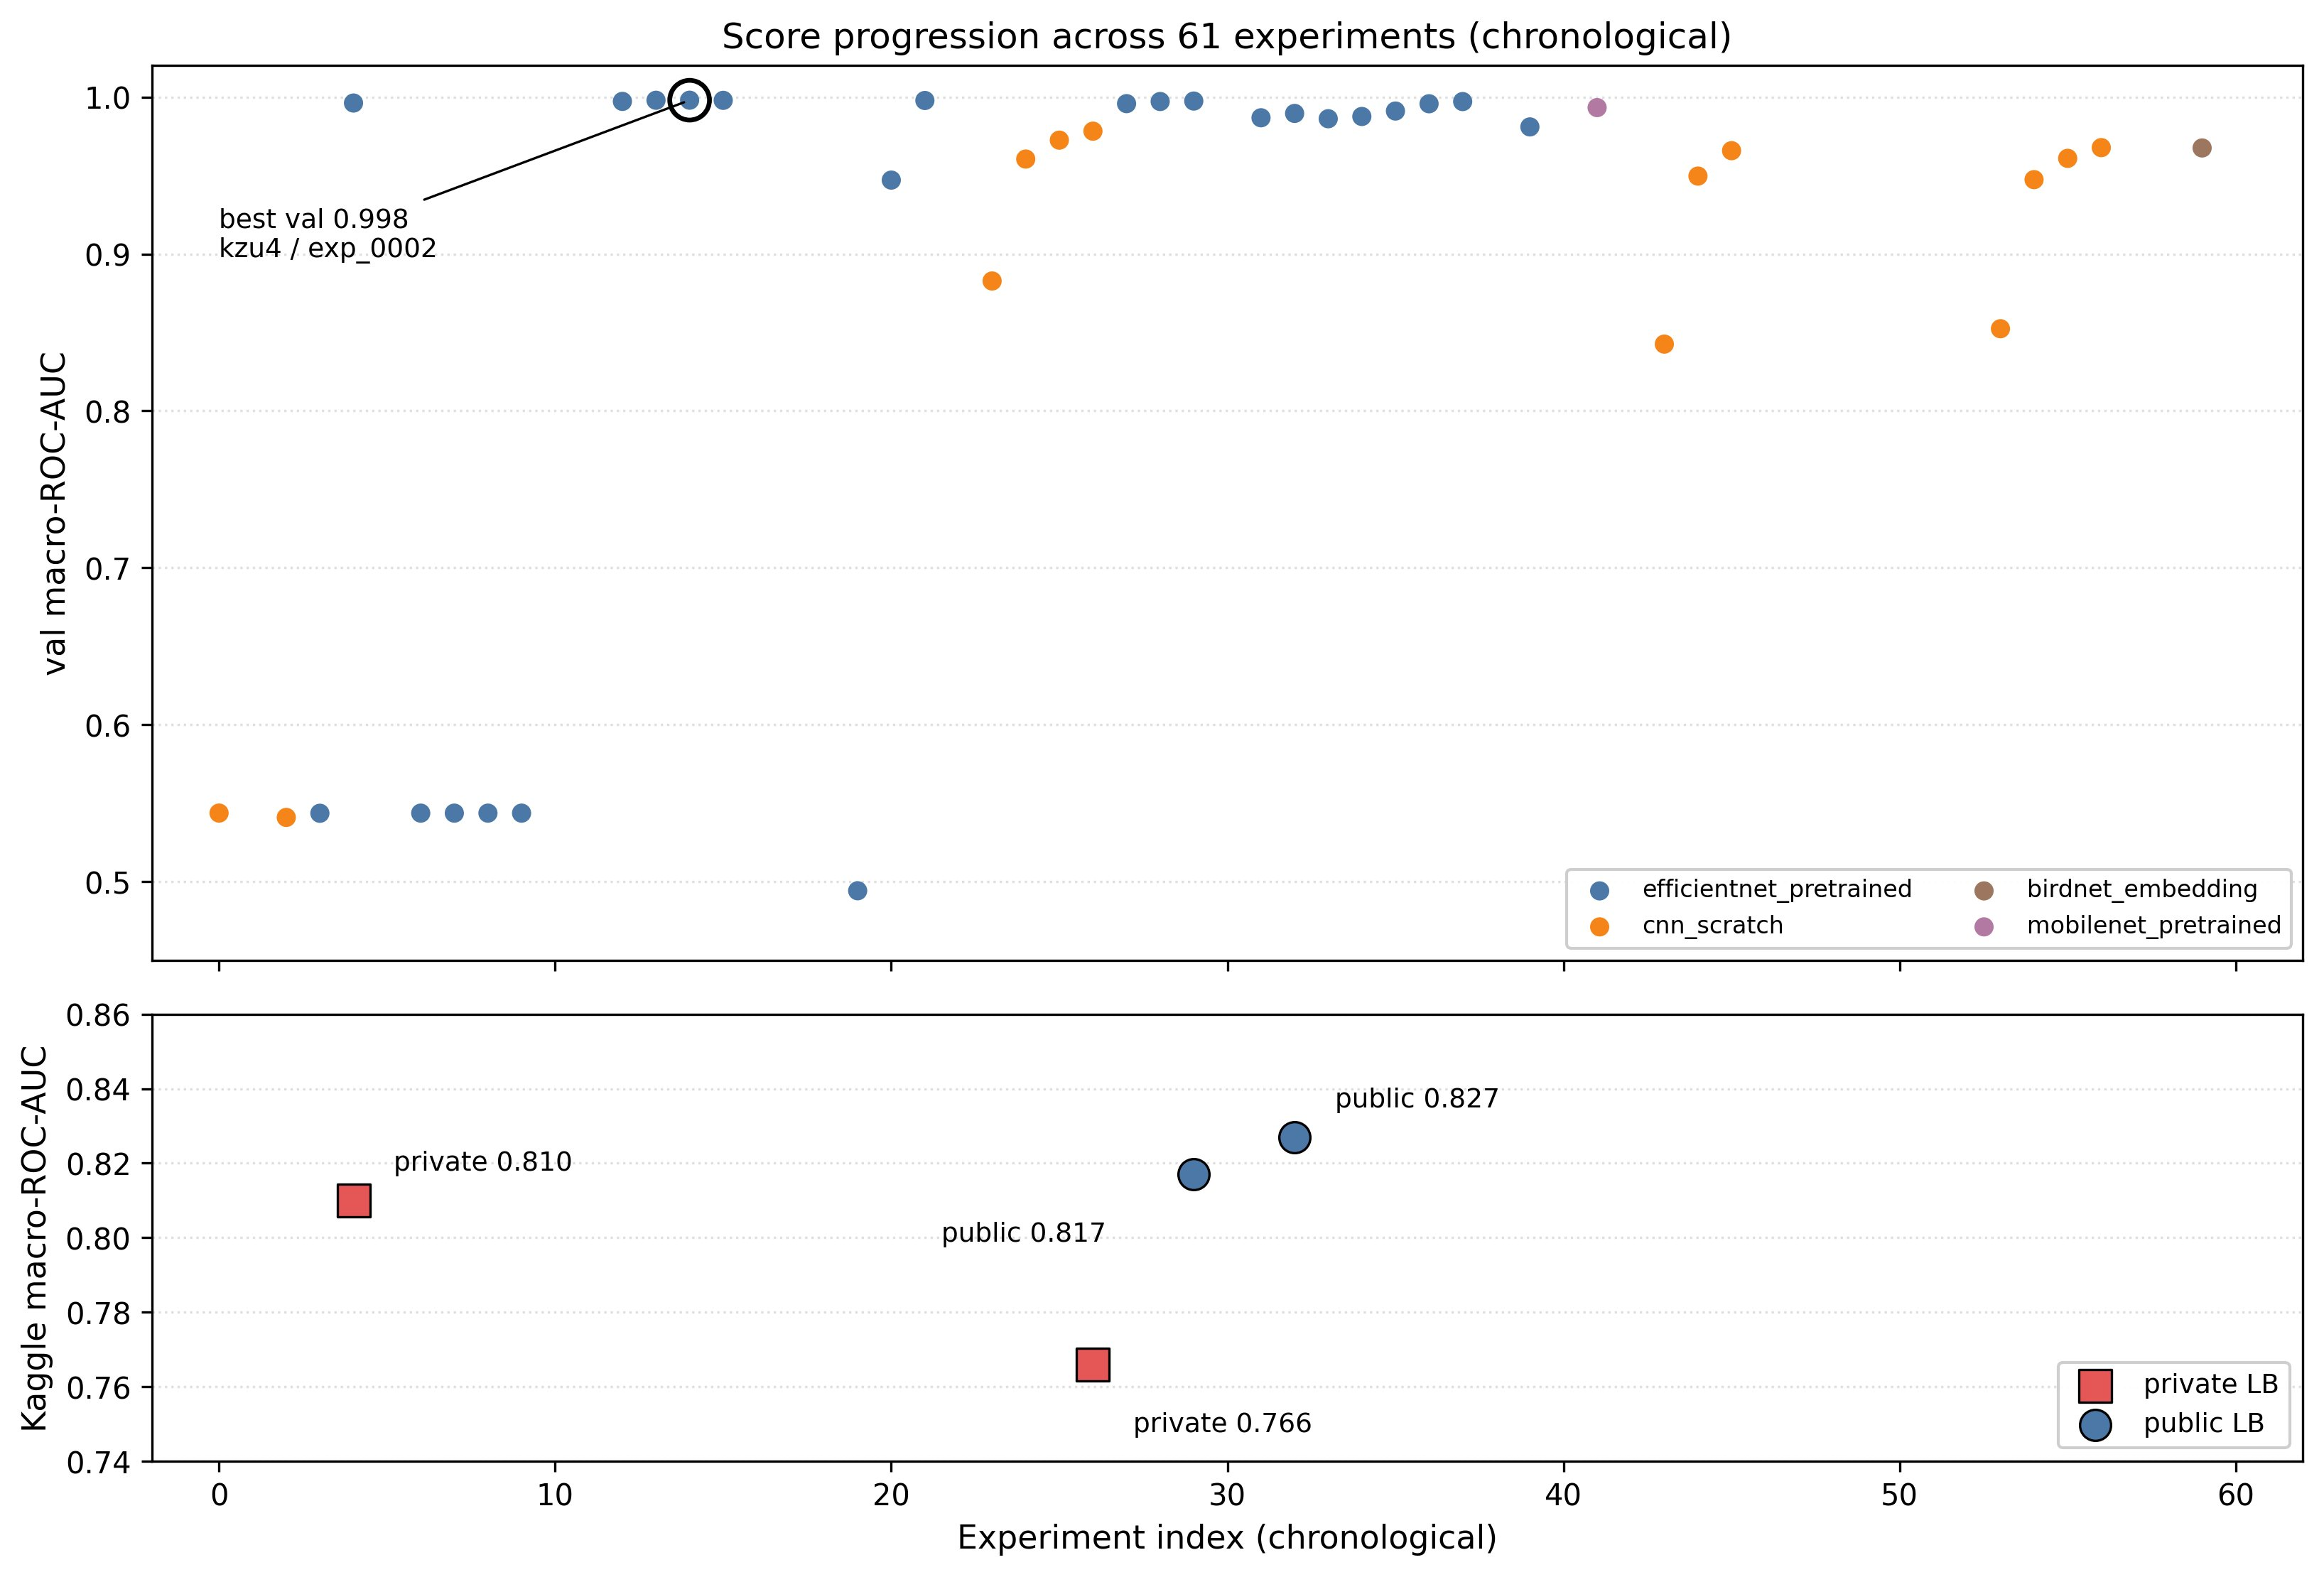 Score progression across 61 experiments (chronological)
val macro-ROC-AUC
1.0
0.9
0.8
0.7
0.6
0.5
best val 0.998
kzu4 / exp_0002
efficientnet_pretrained
cnn_scratch
birdnet_embedding
mobilenet_pretrained
Kaggle macro-ROC-AUC
0.86
0.84
0.82
0.80
0.78
0.76
0.74
private 0.810
public 0.817
public 0.827
private 0.766
private LB
public LB
0 10 20 30 40 50 60
Experiment index (chronological)